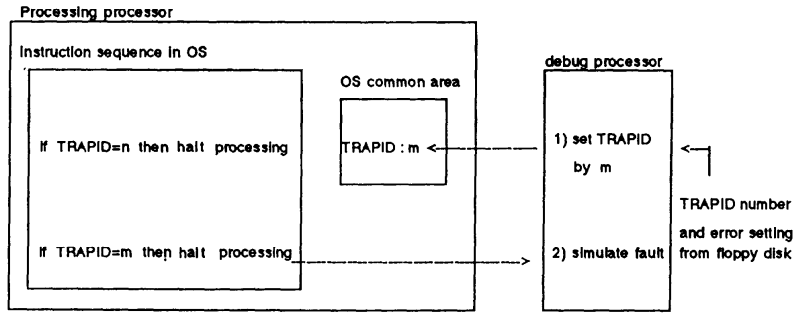 Processing processor
Instruction sequence in OS
If TRAPID=n then halt processing
If TRAPID=m then halt processing
OS common area
TRAPID : m
debug processor
1) set TRAPID
by m
2) simulate fault
TRAPID number
and error setting
from floppy disk